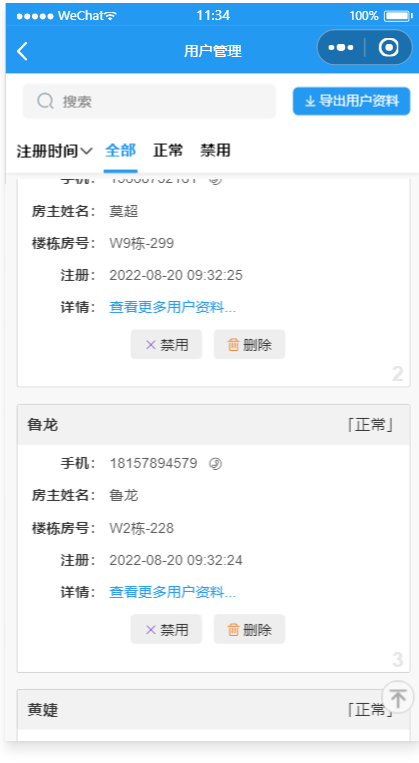 WeChat
11:34
100%
用户管理
搜索
导出用户资料
注册时间 全部 正常 禁用
手机：
房主姓名： 莫超
楼栋房号： W9栋-299
注册： 2022-08-20 09:32:25
详情： 查看更多用户资料...
禁用 删除
2
鲁龙 「正常」
手机： 18157894579
房主姓名： 鲁龙
楼栋房号： W2栋-228
注册： 2022-08-20 09:32:24
详情： 查看更多用户资料...
禁用 删除
3
黄婕 「正常」